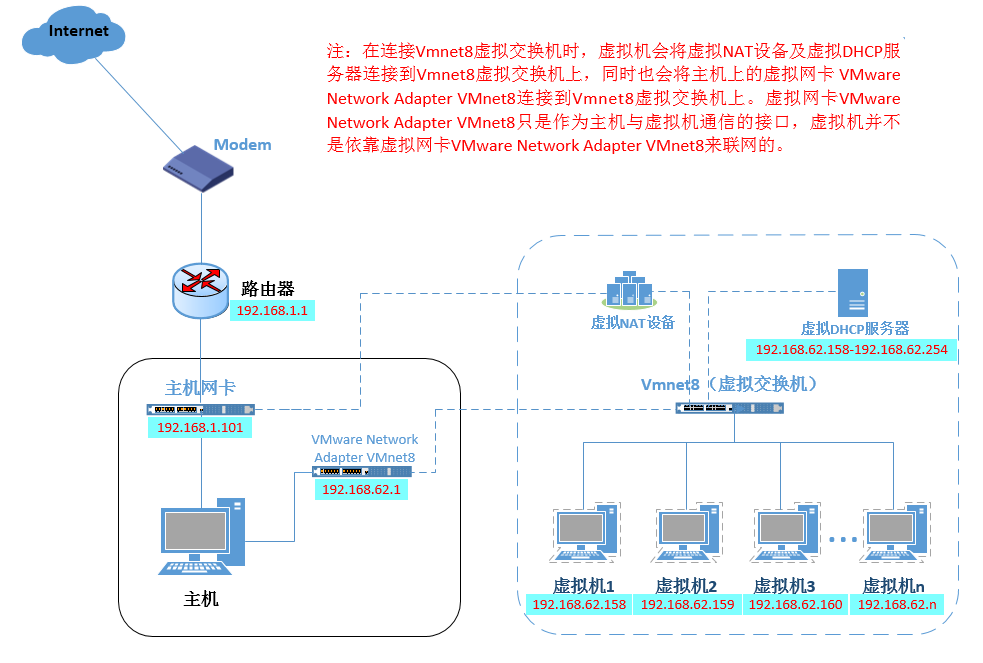 Internet
注：在连接Vmnet8虚拟交换机时，虚拟机会将虚拟NAT设备及虚拟DHCP服
务器连接到Vmnet8虚拟交换机上，同时也会将主机上的虚拟网卡 VMware
Network Adapter VMnet8连接到Vmnet8虚拟交换机上。虚拟网卡VMware
Network Adapter VMnet8只是作为主机与虚拟机通信的接口，虚拟机并不
是依靠虚拟网卡VMware Network Adapter VMnet8来联网的。
Modem
路由器
192.168.1.1
虚拟NAT设备
虚拟DHCP服务器
192.168.62.158-192.168.62.254
主机网卡
192.168.1.101
Vmnet8（虚拟交换机）
VMware Network
Adapter VMnet8
192.168.62.1
主机
虚拟机1
192.168.62.158
虚拟机2
192.168.62.159
虚拟机3
192.168.62.160
虚拟机n
192.168.62.n